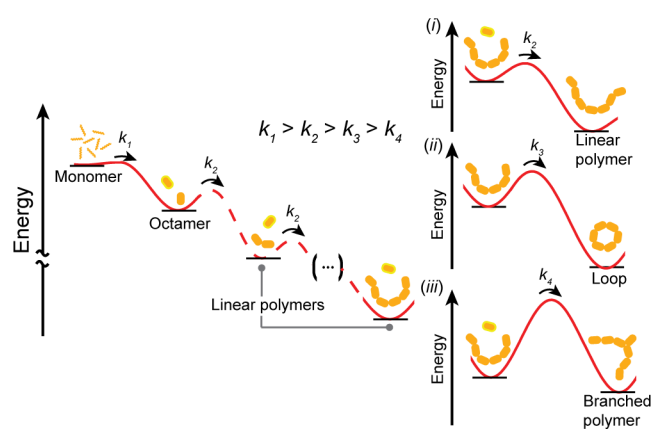 Energy
Monomer
k1
Octamer
k2
k2
(...)
Linear polymers
k1 > k2 > k3 > k4
(i)
Energy
k2
Linear
polymer
(ii)
Energy
k3
Loop
(iii)
Energy
k4
Branched
polymer